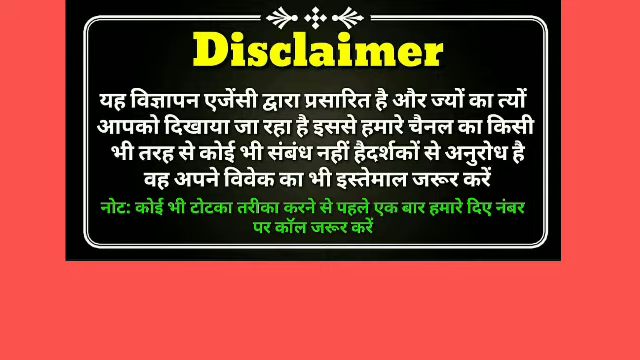 Disclaimer
यह विज्ञापन एजेंसी द्वारा प्रसारित है और ज्यों का त्यों
आपको दिखाया जा रहा है इससे हमारे चैनल का किसी
भी तरह से कोई भी संबंध नहीं हैदर्शकों से अनुरोध है
वह अपने विवेक का भी इस्तेमाल जरूर करें
नोट: कोई भी टोटका तरीका करने से पहले एक बार हमारे दिए नंबर
पर कॉल जरूर करें